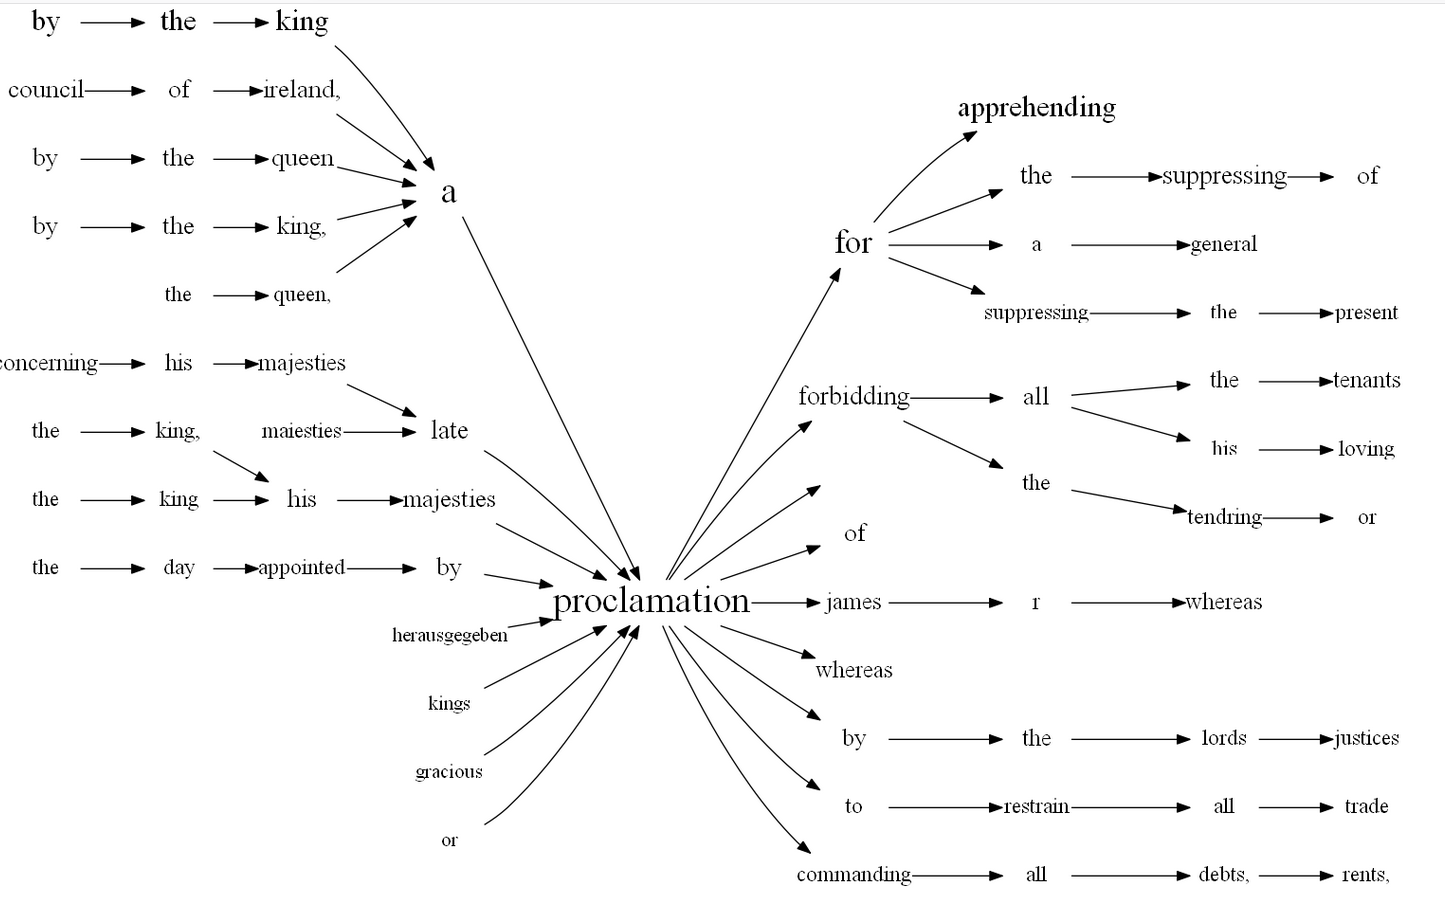 by the king
council of ireland,
by the queen
by the king,
the queen,
a
concerning his majesties
maiesties late
the king,
the king his majesties
the day appointed by
herausgegeben
kings
gracious
or
proclamation
apprehending
the suppressing of
for a general
suppressing the present
forbidding all the tenants
his loving
the
tendring or
of
james r whereas
whereas
by the lords justices
to restrain all trade
commanding all debts, rents,